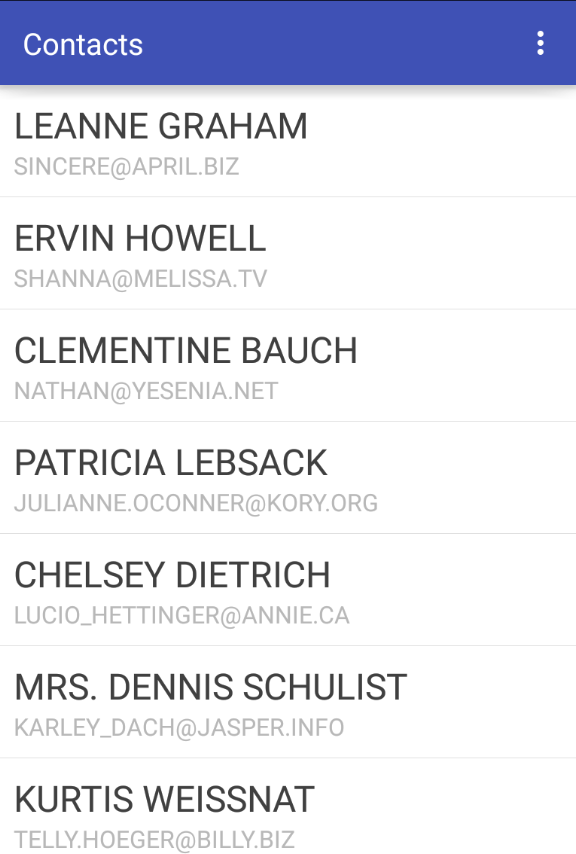 Contacts
LEANNE GRAHAM
SINCERE@APRIL.BIZ
ERVIN HOWELL
SHANNA@MELISSA.TV
CLEMENTINE BAUCH
NATHAN@YESENIA.NET
PATRICIA LEBSACK
JULIANNE.OCONNER@KORY.ORG
CHELSEY DIETRICH
LUCIO_HETTINGER@ANNIE.CA
MRS. DENNIS SCHULIST
KARLEY_DACH@JASPER.INFO
KURTIS WEISSNAT
TELLY.HOEGER@BILLY.BIZ